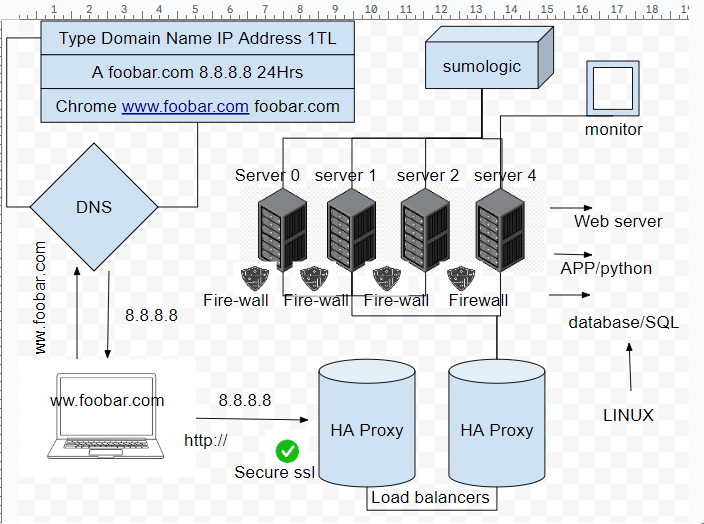 1 2 3 4 5 6 7 8 9 10 11 12 13 14 15 16 17 18 19
Type Domain Name IP Address 1TL
A foobar.com 8.8.8.8 24Hrs
Chrome www.foobar.com foobar.com
sumologic
monitor
Server 0 server 1 server 2 server 4
DNS
Web server
APP/python
Fire-wall Fire-wall Fire-wall Firewall
database/SQL
www.foobar.com
8.8.8.8
LINUX
ww.foobar.com
8.8.8.8
http://
Secure ssl
HA Proxy HA Proxy
Load balancers